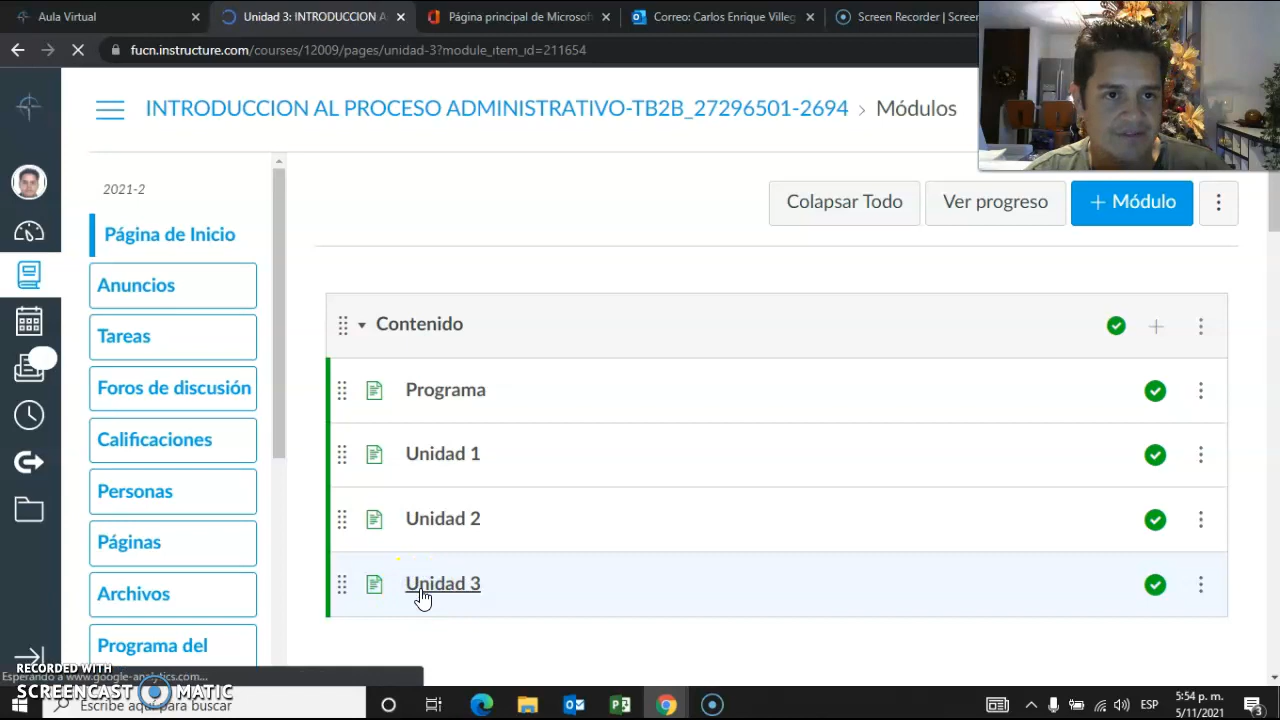 Aula Virtual
Unidad 3: INTRODUCCION A
Página principal de Microsof
Correo: Carlos Enrique Villeg
Screen Recorder | Screen
fucn.instructure.com/courses/12009/pages/unidad-3?module_item_id=211654
INTRODUCCION AL PROCESO ADMINISTRATIVO-TB2B_27296501-2694 › Módulos
2021-2
Colapsar Todo
Ver progreso
+ Módulo
Página de Inicio
Anuncios
Tareas
Foros de discusión
Calificaciones
Personas
Páginas
Archivos
Programa del
Contenido
Programa
Unidad 1
Unidad 2
Unidad 3
Esperando a www.google-analytics.com...
RECORDED WITH
SCREENCAST MATIC
Escribe aquí para buscar
ESP
5:54 p. m.
5/11/2021
3